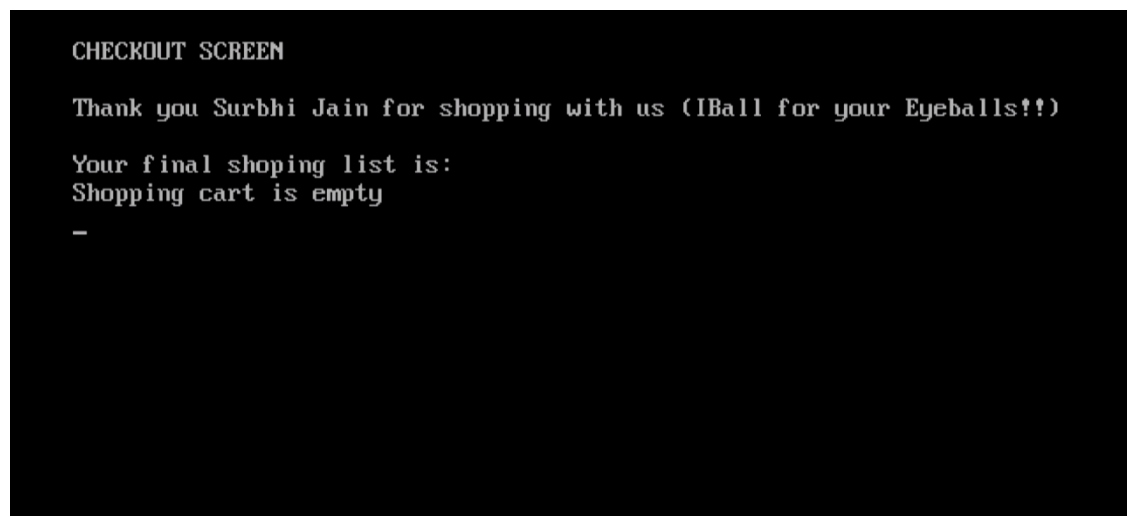 CHECKOUT SCREEN
Thank you Surbhi Jain for shopping with us (IBall for your Eyeballs!!)
Your final shoping list is:
Shopping cart is empty